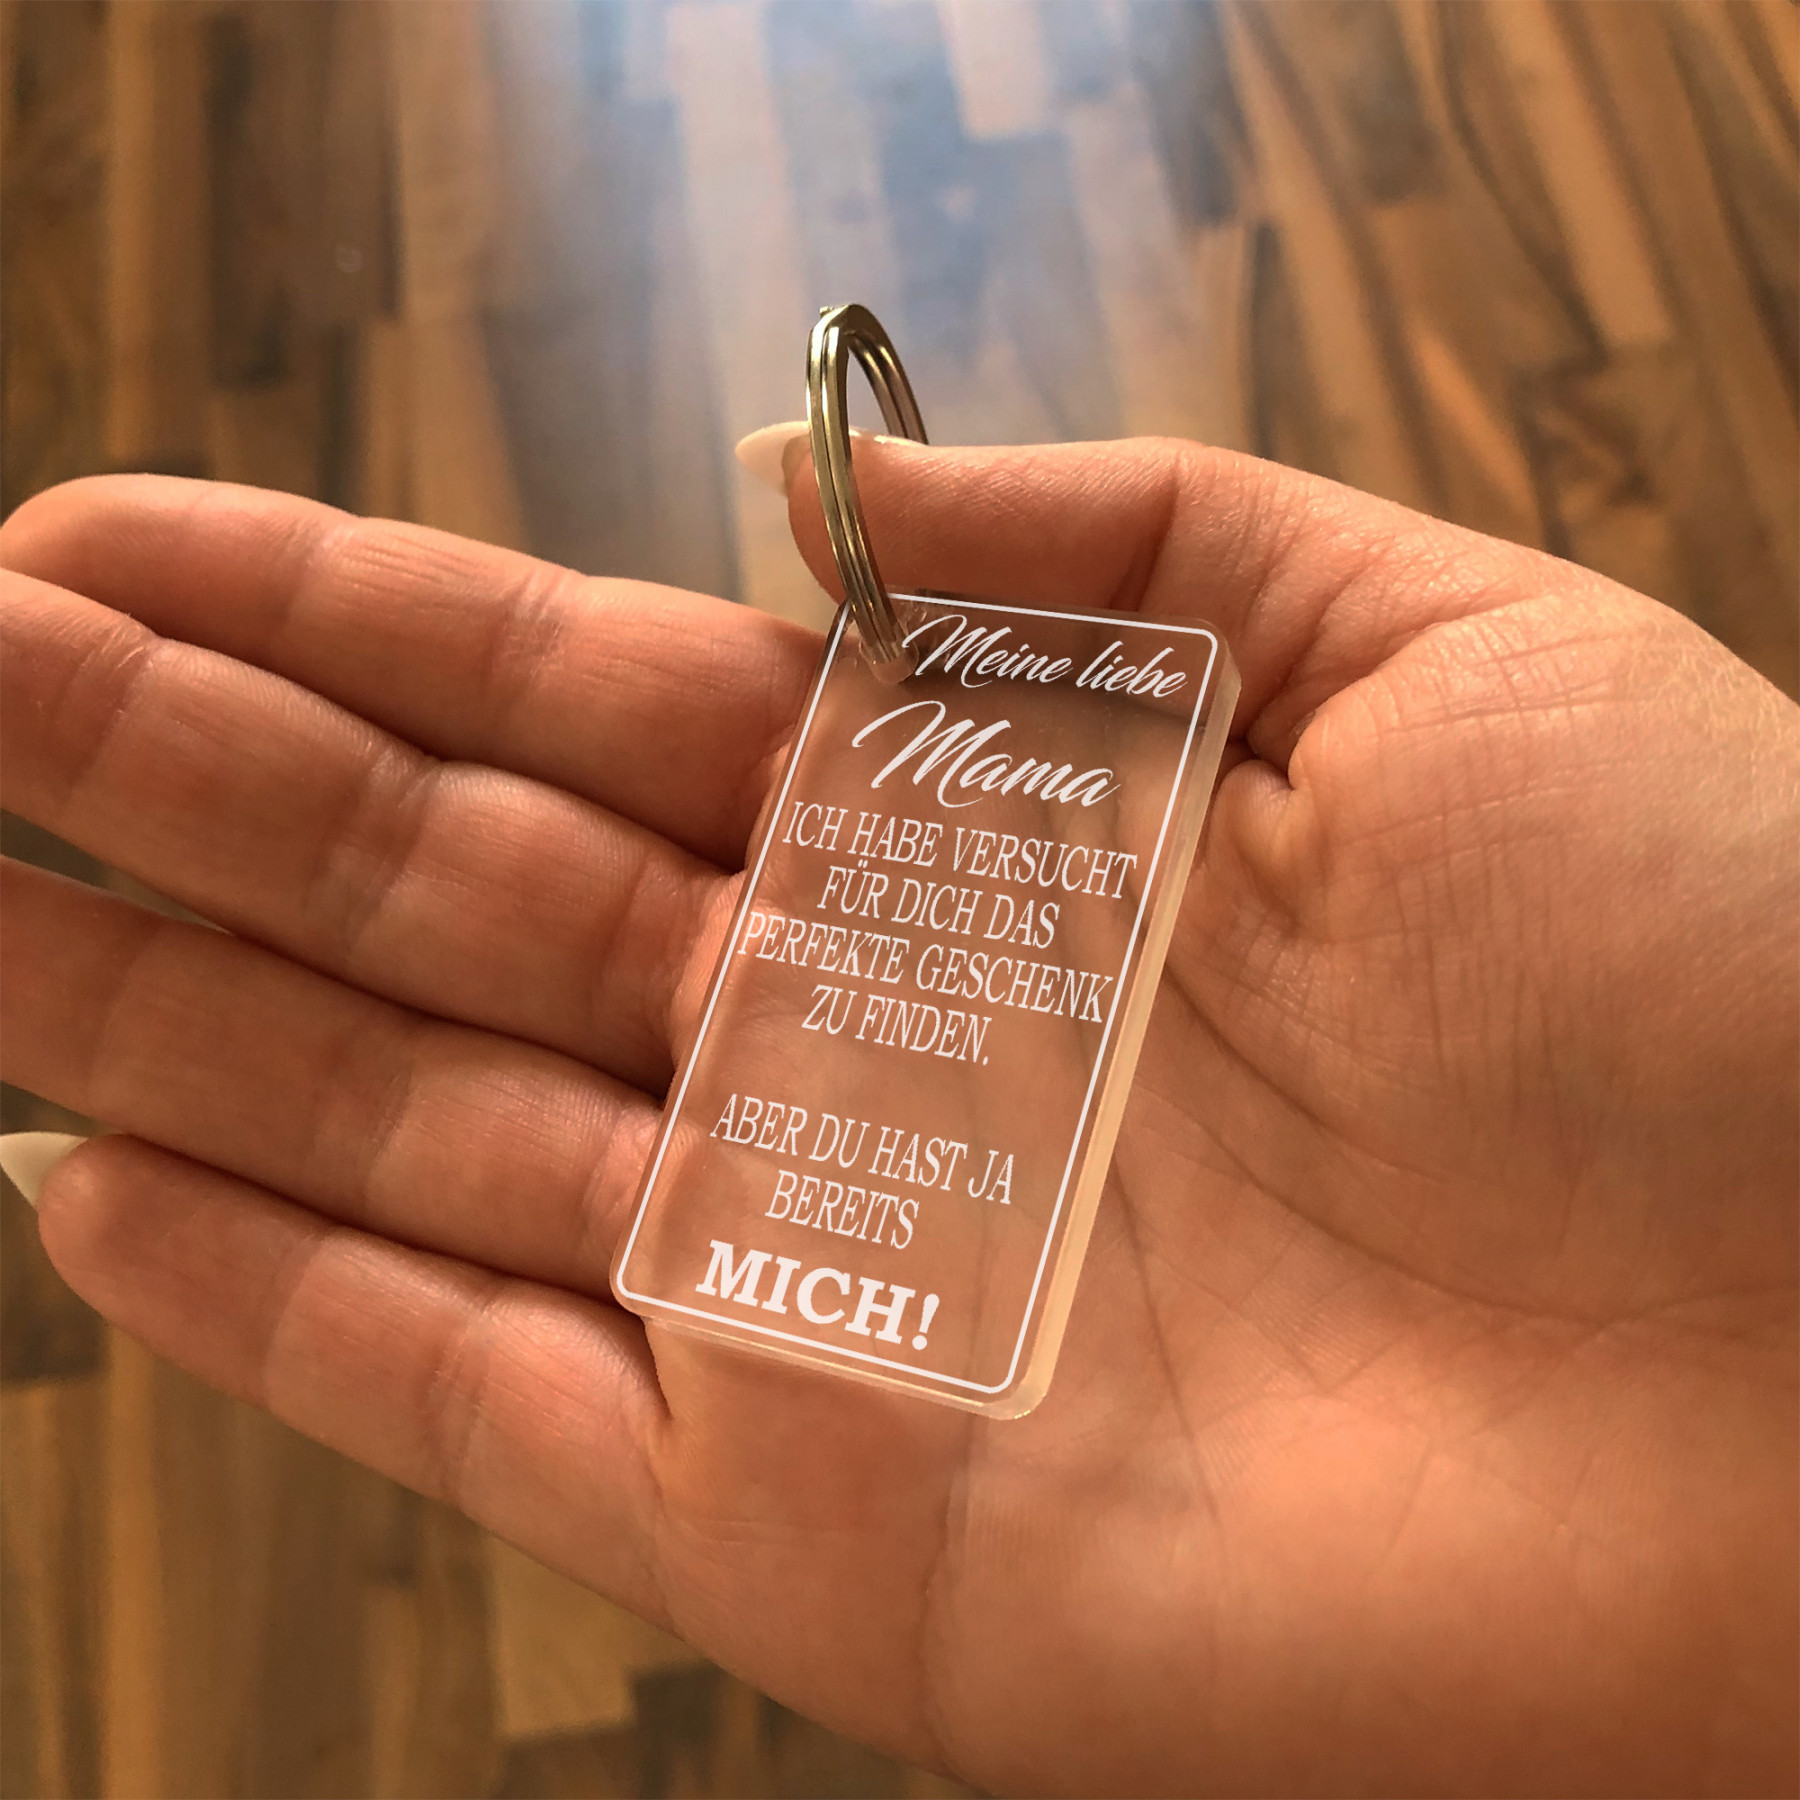 Meine liebe
Mama
ICH HABE VERSUCHT
FÜR DICH DAS
PERFEKTE GESCHENK
ZU FINDEN.
ABER DU HAST JA
BEREITS
MICH!